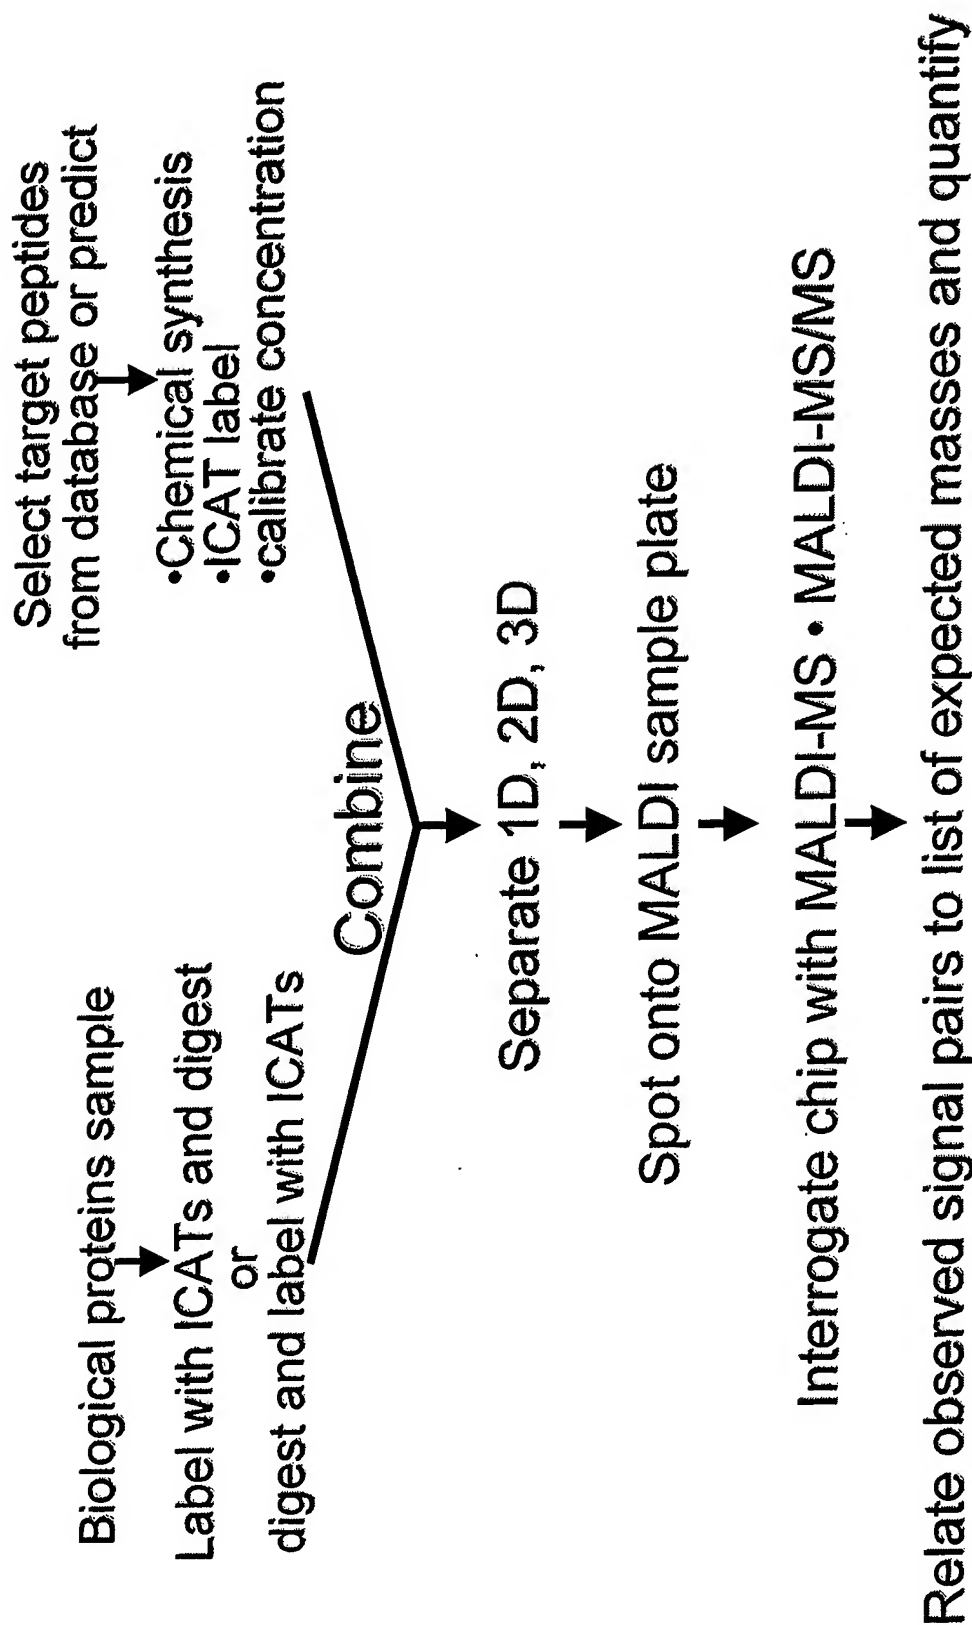 Biological proteins sample
Label with ICATs and digest
or
digest and label with ICATs
Select target peptides
from database or predict
•Chemical synthesis
•ICAT label
•calibrate concentration
Combine
Separate 1D, 2D, 3D
Spot onto MALDI sample plate
Interrogate chip with MALDI-MS • MALDI-MS/MS
Relate observed signal pairs to list of expected masses and quantify